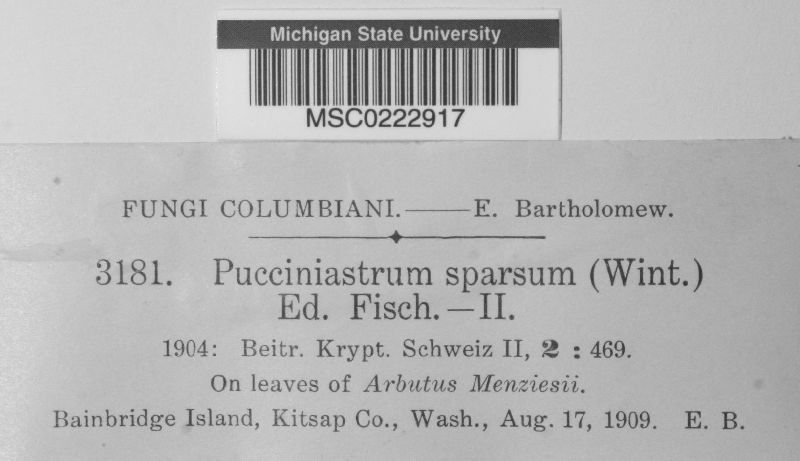 Michigan State University
MSC0222917
FUNGI COLUMBIANI.——E. Bartholomew.
3181. Pucciniastrum sparsum (Wint.)
Ed. Fisch.—II.
1904: Beitr. Krypt. Schweiz II, 2 : 469.
On leaves of Arbutus Menziesii.
Bainbridge Island, Kitsap Co., Wash., Aug. 17, 1909. E. B.